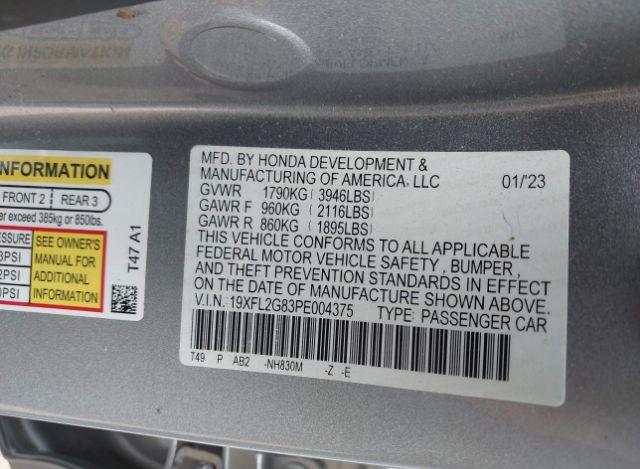 INFORMATION
FRONT 2 REAR 3
exceed 385kg or 850lbs.
SEE OWNER'S
MANUAL FOR
ADDITIONAL
INFORMATION
T47 A1
MFD. BY HONDA DEVELOPMENT &
MANUFACTURING OF AMERICA, LLC 01/'23
GVWR 1790KG ( 3946LBS)
GAWR F 960KG ( 2116LBS)
GAWR R 860KG ( 1895LBS)
THIS VEHICLE CONFORMS TO ALL APPLICABLE
FEDERAL MOTOR VEHICLE SAFETY, BUMPER,
AND THEFT PREVENTION STANDARDS IN EFFECT
ON THE DATE OF MANUFACTURE SHOWN ABOVE.
V.I.N.:19XFL2G83PE004375 TYPE: PASSENGER CAR
T49 P AB2 -NH830M -Z -E